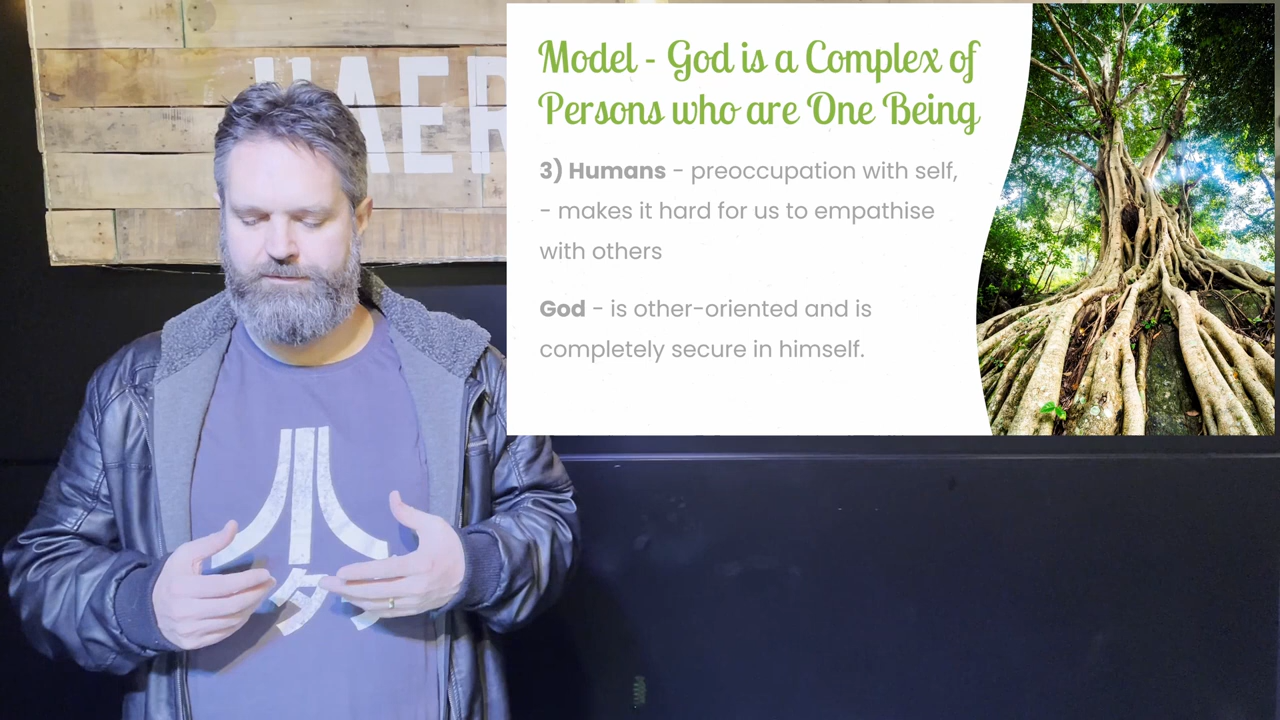 HAER
Model - God is a Complex of
Persons who are One Being
3) Humans - preoccupation with self,
- makes it hard for us to empathise
with others
God - is other-oriented and is
completely secure in himself.